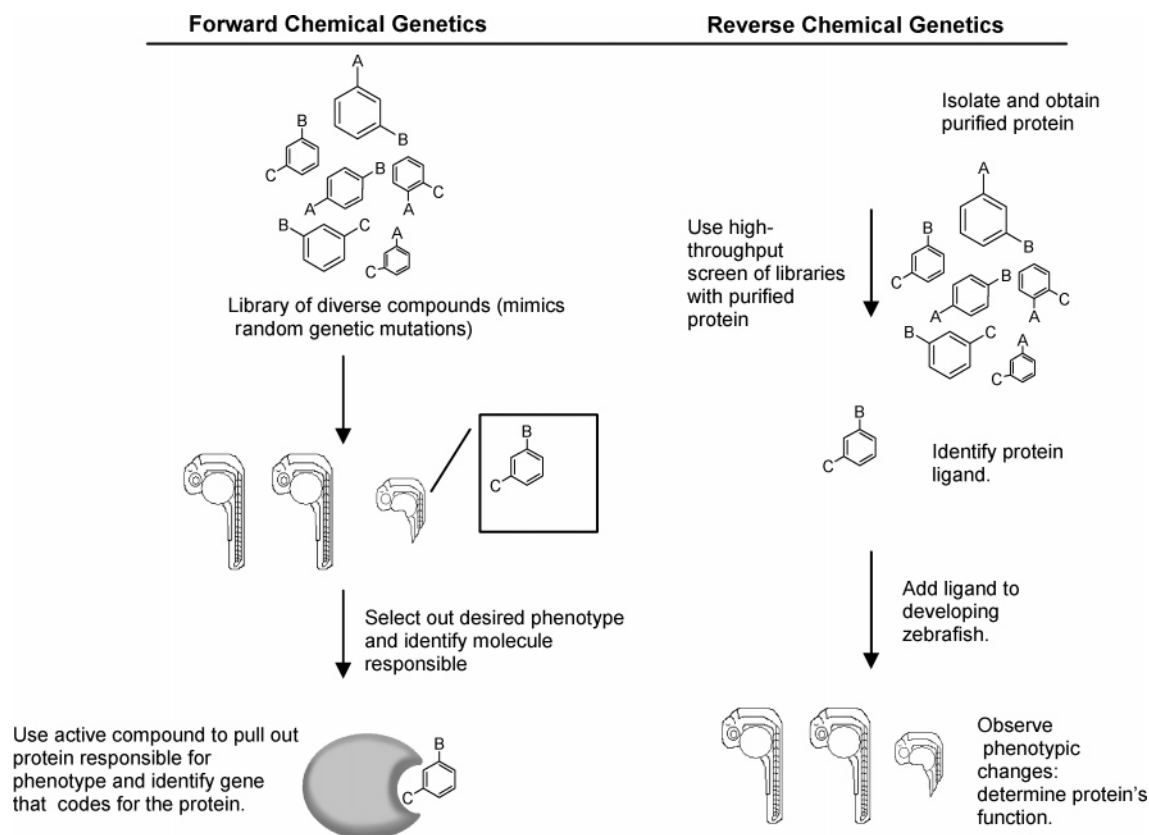 Forward Chemical Genetics
A
B
B
C
B
A
C
A
B
C
A
C
Library of diverse compounds (mimics
random genetic mutations)
B
C
Select out desired phenotype
and identify molecule
responsible
Use active compound to pull out
protein responsible for
phenotype and identify gene
that codes for the protein.
B
C
Reverse Chemical Genetics
Isolate and obtain
purified protein
Use high-
throughput
screen of libraries
with purified
protein
A
B
B
C
B
A
C
A
B
C
A
C
B
C
Identify protein
ligand.
Add ligand to
developing
zebrafish.
Observe
phenotypic
changes:
determine protein's
function.